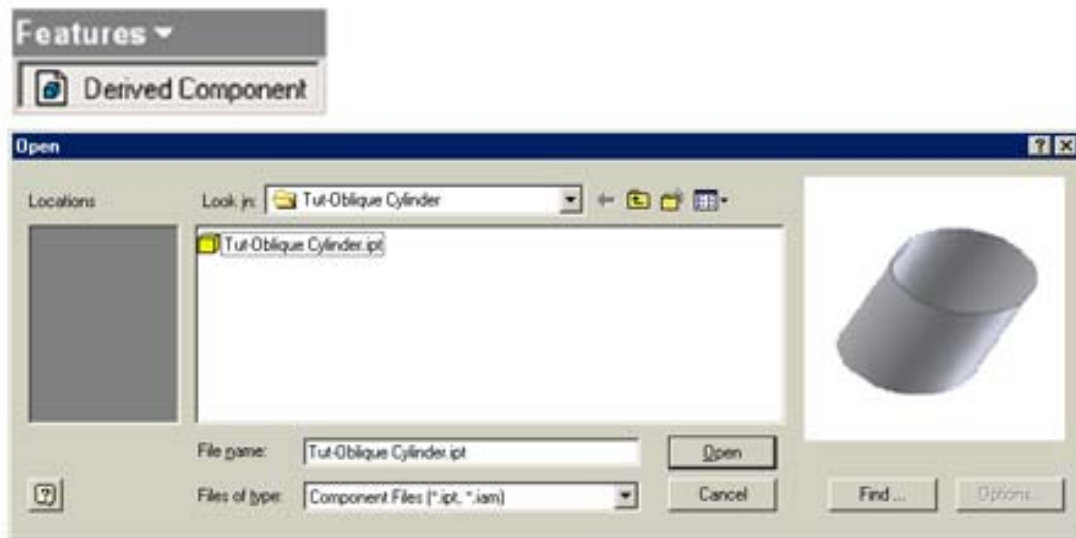 Features
Derived Component
Open
Locations
Look in: Tut-Oblique Cylinder
Tut-Oblique Cylinder.ipt
File name: Tut-Oblique Cylinder.ipt
Open
Files of type: Component Files (*.ipt, *.iam)
Cancel
Find ...
Options...